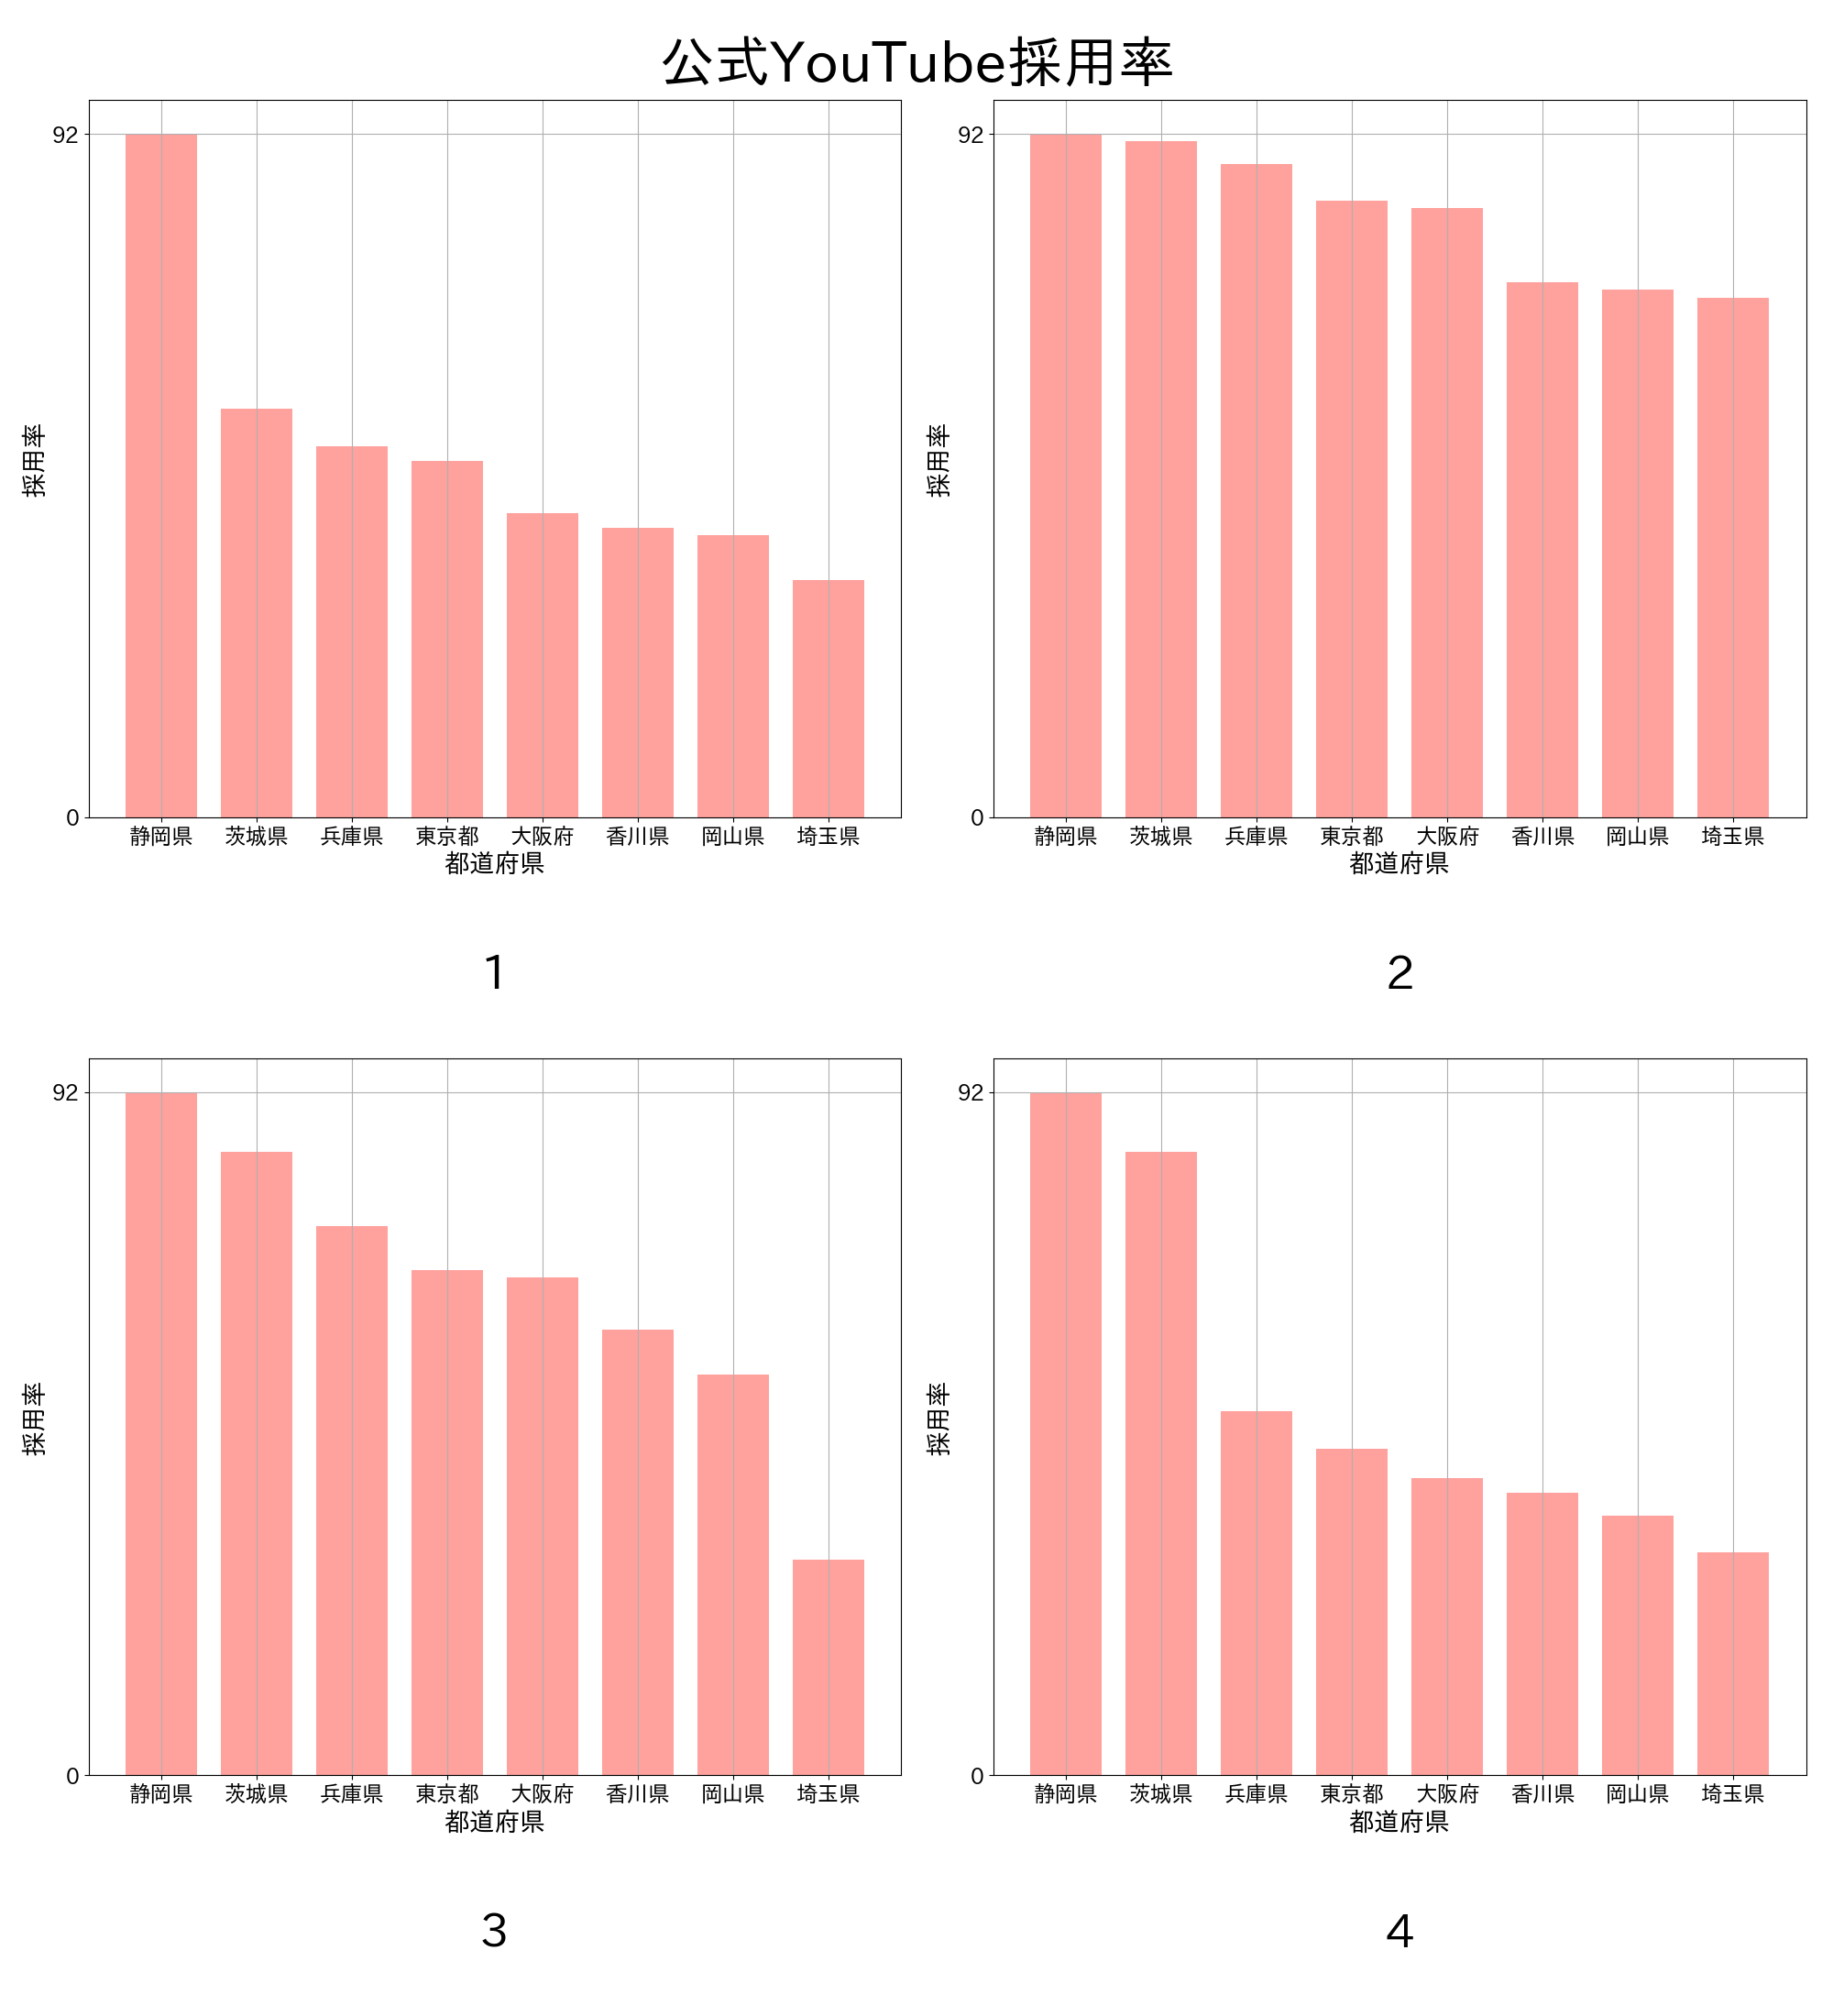 公式YouTube採用率
92
0
採用率
静岡県 茨城県 兵庫県 東京都 大阪府 香川県 岡山県 埼玉県
都道府県
1
92
0
採用率
静岡県 茨城県 兵庫県 東京都 大阪府 香川県 岡山県 埼玉県
都道府県
2
92
0
採用率
静岡県 茨城県 兵庫県 東京都 大阪府 香川県 岡山県 埼玉県
都道府県
3
92
0
採用率
静岡県 茨城県 兵庫県 東京都 大阪府 香川県 岡山県 埼玉県
都道府県
4